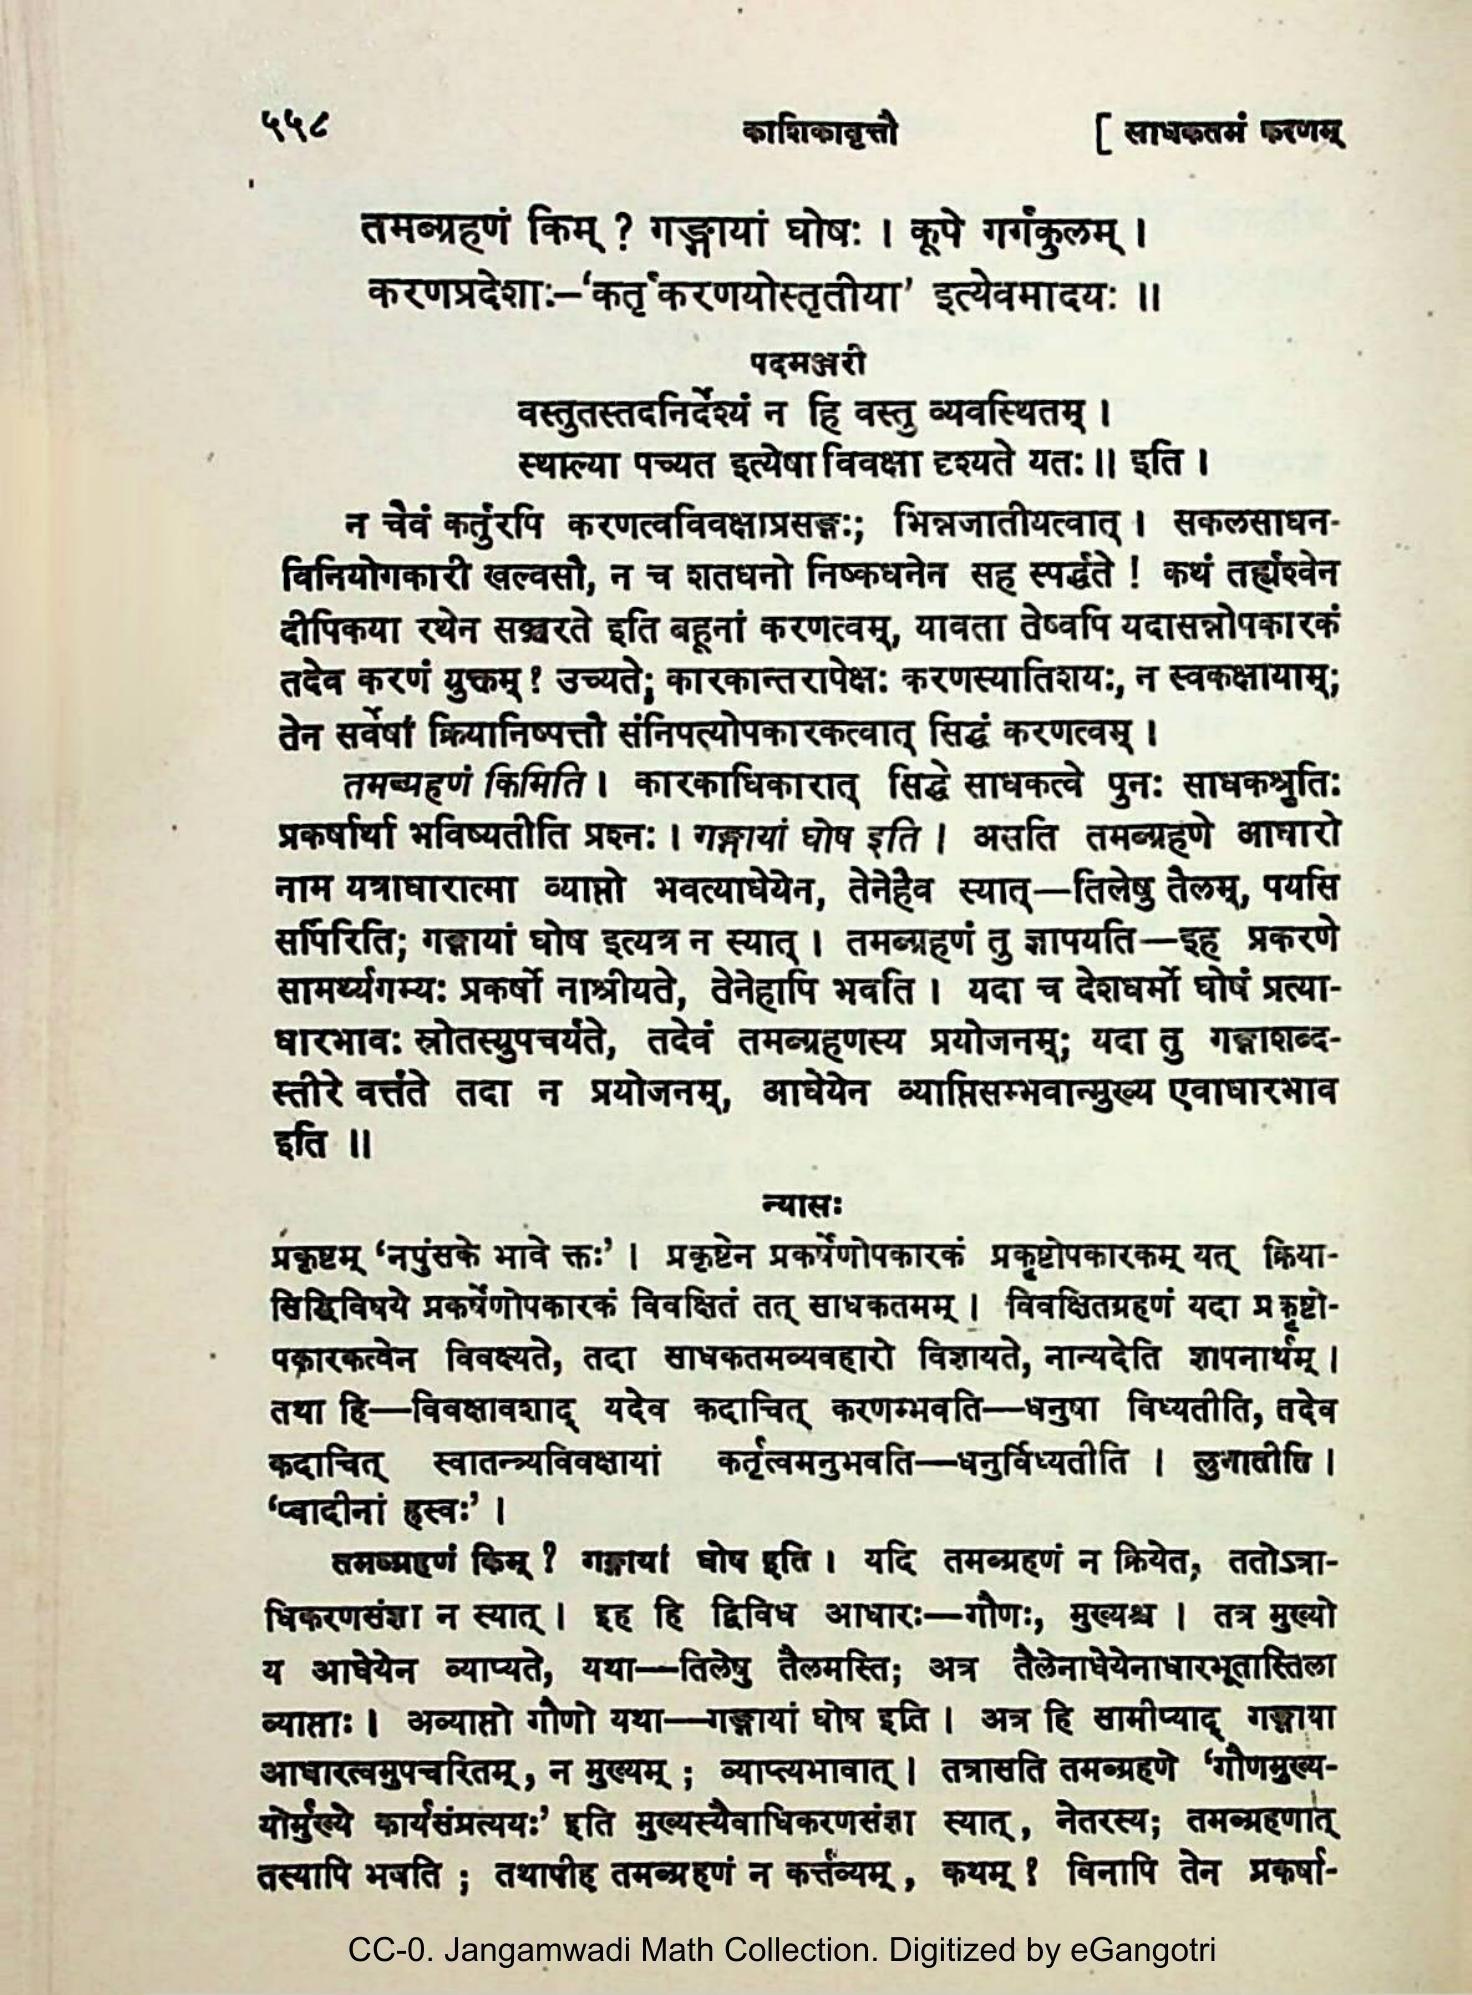 ५५८ काशिकावृत्तौ [ साधकतमं करणम्
तमब्ग्रहणं किम् ? गङ्गायां घोषः । कूपे गर्गकुलम् ।
करणप्रदेशाः–‘कर्तृकरणयोस्तृतीया’ इत्येवमादयः ॥
पदमञ्जरी
वस्तुतस्तदनिर्देश्यं न हि वस्तु व्यवस्थितम् ।
स्थाल्या पच्यत इत्येषा विवक्षा दृश्यते यतः ॥ इति ।
न चैवं कर्तुरपि करणत्वविवक्षाप्रसङ्गः; भिन्नजातीयत्वात् । सकलसाधन-
विनियोगकारी खल्वसौ, न च शतधनो निष्कधनेन सह स्पर्द्धते ! कथं तर्ह्यश्वेन
दीपिकया रथेन सञ्चरते इति बहूनां करणत्वम्, यावता तेष्वपि यदासन्नोपकारकं
तदेव करणं युक्तम् ? उच्यते; कारकान्तरापेक्षः करणस्यातिशयः, न स्वकक्षायाम्;
तेन सर्वेषां क्रियानिष्पत्तौ संनिपत्योपकारकत्वात् सिद्धं करणत्वम् ।
तमब्ग्रहणं किमिति । कारकाधिकारात् सिद्धे साधकत्वे पुनः साधकश्रुतिः
प्रकर्षार्था भविष्यतीति प्रश्नः । गङ्गायां घोष इति । असति तमब्ग्रहणे आधारो
नाम यत्राधारात्मा व्याप्तो भवत्याधेयेन, तेनेहैव स्यात्—तिलेषु तैलम्, पयसि
सर्पिरिति; गङ्गायां घोष इत्यत्र न स्यात् । तमब्ग्रहणं तु ज्ञापयति—इह प्रकरणे
सामर्थ्यगम्यः प्रकर्षो नाश्रीयते, तेनेहापि भवति । यदा च देशधर्मो घोषं प्रत्या-
धारभावः स्रोतस्युपचर्यते, तदेवं तमब्ग्रहणस्य प्रयोजनम्; यदा तु गङ्गाशब्द-
स्तीरे वर्त्तते तदा न प्रयोजनम्, आधेयेन व्याप्तिसम्भवान्मुख्य एवाधारभाव
इति ॥
न्यासः
प्रकृष्टम् ‘नपुंसके भावे क्तः’ । प्रकृष्टेन प्रकर्षेणोपकारकं प्रकृष्टोपकारकम् यत् क्रिया-
सिद्धिविषये प्रकर्षेणोपकारकं विवक्षितं तत् साधकतमम् । विवक्षितग्रहणं यदा प्रकृष्टो-
पकारकत्वेन विवक्ष्यते, तदा साधकतमव्यवहारो विज्ञायते, नान्यदेति ज्ञापनार्थम् ।
तथा हि—विवक्षावशाद् यदेव कदाचित् करणम्भवति—धनुषा विध्यतीति, तदेव
कदाचित् स्वातन्त्र्यविवक्षायां कर्तृत्वमनुभवति—धनुर्विध्यतीति । लुनातीति ।
‘प्वादीनां ह्रस्वः’ ।
तमब्ग्रहणं किम् ? गङ्गायां घोष इति । यदि तमब्ग्रहणं न क्रियेत, ततोऽत्रा-
धिकरणसंज्ञा न स्यात् । इह हि द्विविध आधारः—गौणः, मुख्यश्च । तत्र मुख्यो
य आधेयेन व्याप्यते, यथा—तिलेषु तैलमस्ति; अत्र तैलेनाधेयेनाधारभूतास्तिला
व्याप्ताः । अव्याप्तो गौणो यथा—गङ्गायां घोष इति । अत्र हि सामीप्याद् गङ्गाया
आधारत्वमुपचरितम्, न मुख्यम् ; व्याप्त्यभावात् । तत्रासति तमब्ग्रहणे ‘गौणमुख्य-
योर्मुख्ये कार्यसंप्रत्ययः’ इति मुख्यस्यैवाधिकरणसंज्ञा स्यात्, नेतरस्य; तमब्ग्रहणात्
तस्यापि भवति ; तथापीह तमब्ग्रहणं न कर्त्तव्यम्, कथम् ? विनापि तेन प्रकर्षा-
CC-0. Jangamwadi Math Collection. Digitized by eGangotri